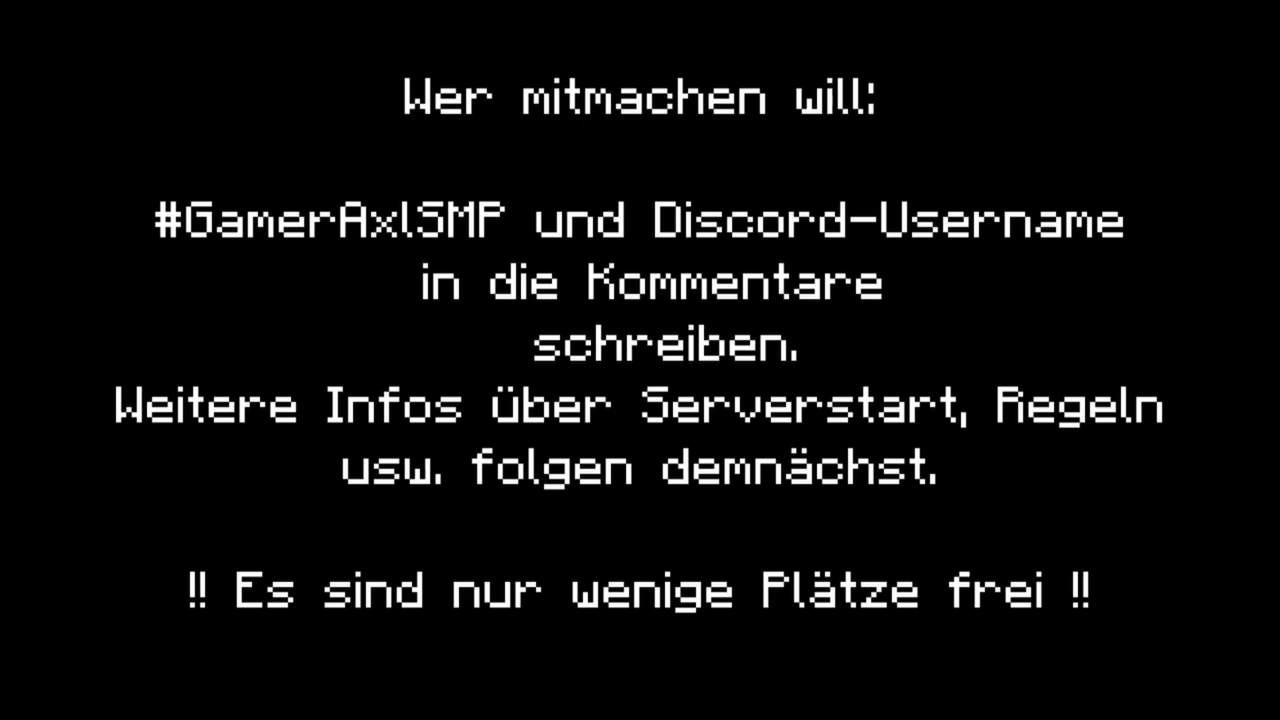 Wer mitmachen will:
#GamerAxlSMP und Discord-Username
in die Kommentare
schreiben.
Weitere Infos über Serverstart, Regeln
usw. folgen demnächst.
!! Es sind nur wenige Plätze frei !!